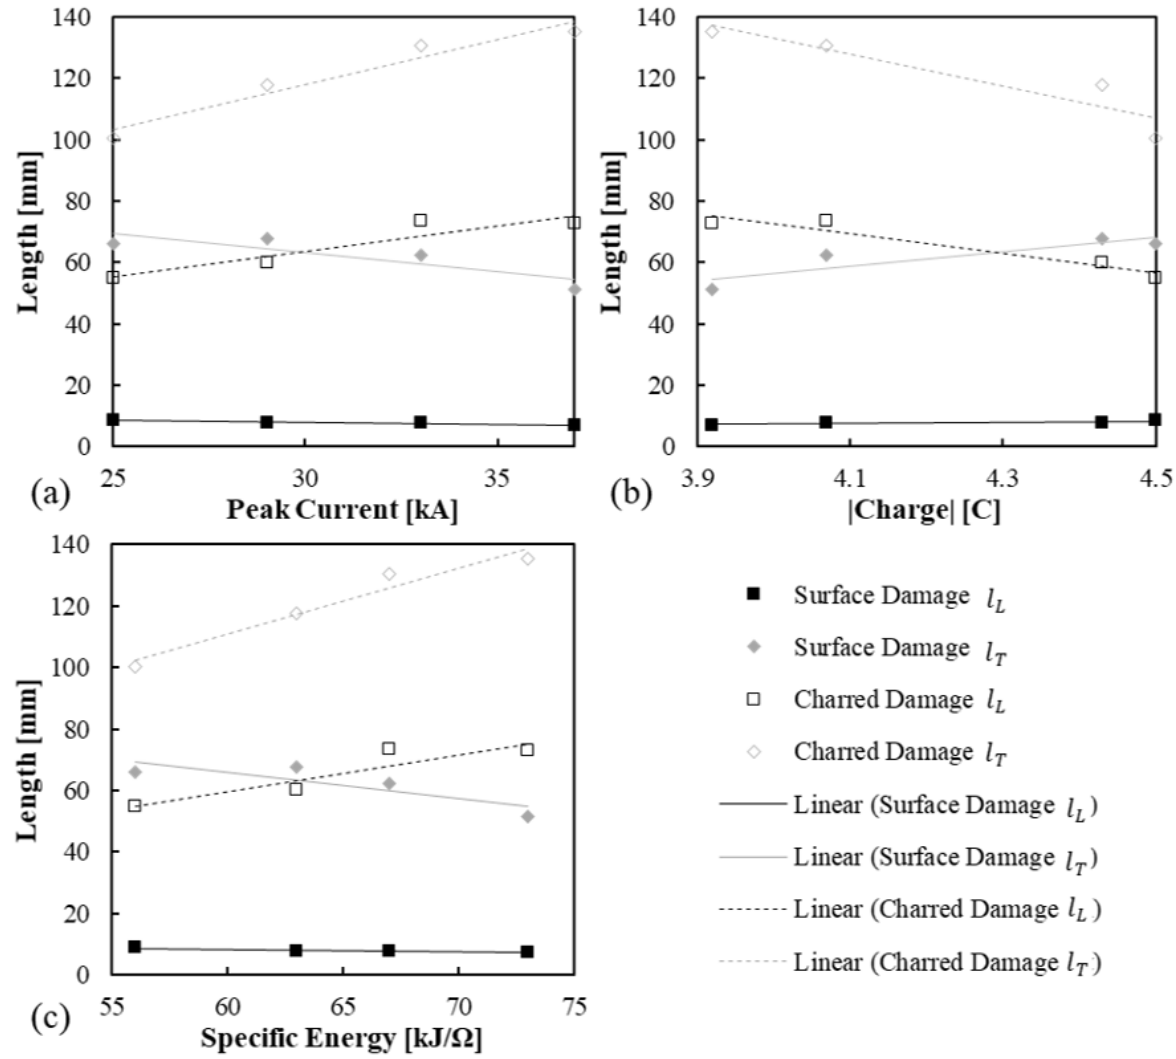 140
120
100
80
60
40
20
0
Length [mm]
25
30
35
(a)
Peak Current [kA]
140
120
100
80
60
40
20
0
Length [mm]
3.9
4.1
4.3
4.5
(b)
|Charge| [C]
140
120
100
80
60
40
20
0
Length [mm]
55
60
65
70
75
(c)
Specific Energy [kJ/Ω]
Surface Damage l_L
Surface Damage l_T
Charred Damage l_L
Charred Damage l_T
Linear (Surface Damage l_L)
Linear (Surface Damage l_T)
Linear (Charred Damage l_L)
Linear (Charred Damage l_T)